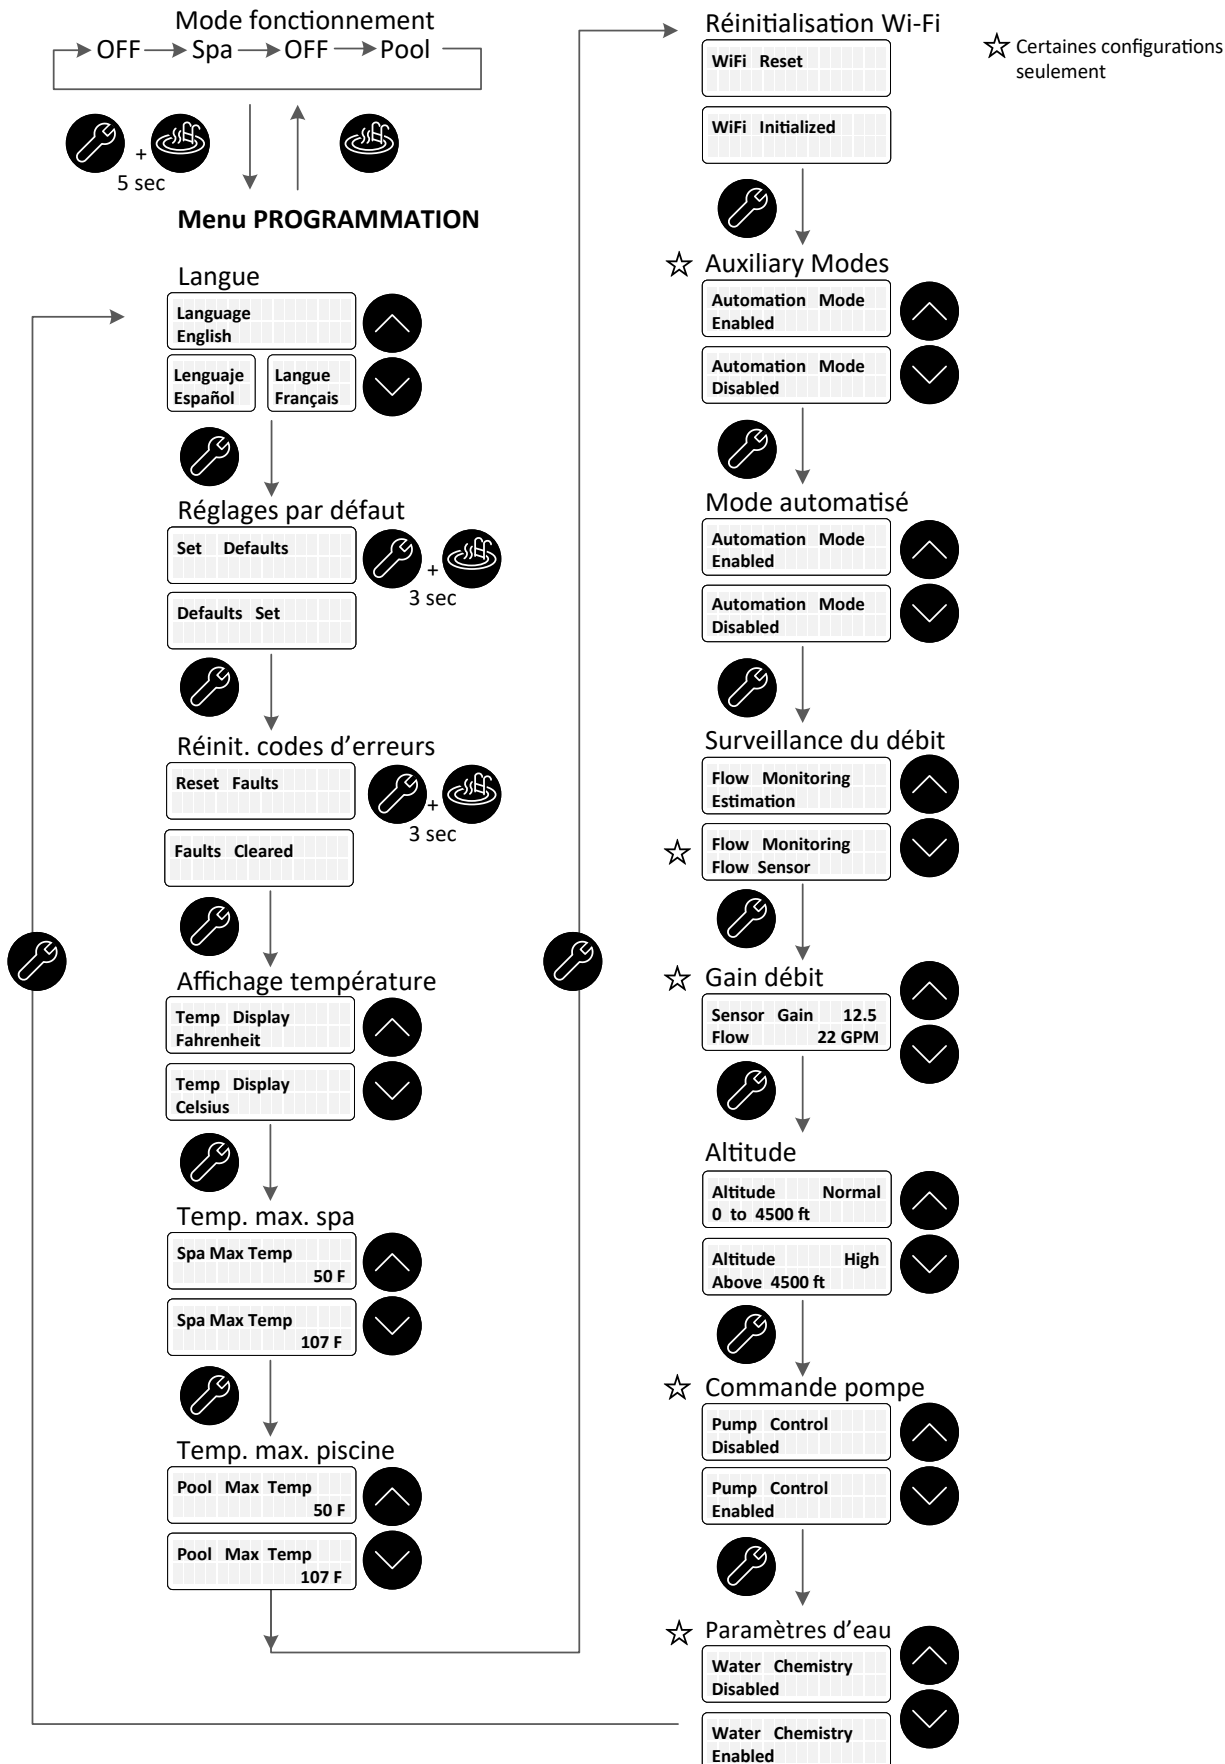 Mode fonctionnement
OFF Spa OFF Pool
+
5 sec
Menu PROGRAMMATION
Langue
Language
English
Lenguaje
Español
Langue
Français
Réglages par défaut
Set Defaults
+
3 sec
Defaults Set
Réinit. codes d'erreurs
Reset Faults
+
3 sec
Faults Cleared
Affichage température
Temp Display
Fahrenheit
Temp Display
Celsius
Temp. max. spa
Spa Max Temp
50 F
Spa Max Temp
107 F
Temp. max. piscine
Pool Max Temp
50 F
Pool Max Temp
107 F
Réinitialisation Wi-Fi
WiFi Reset
WiFi Initialized
Auxiliary Modes
Automation Mode
Enabled
Automation Mode
Disabled
Mode automatisé
Automation Mode
Enabled
Automation Mode
Disabled
Surveillance du débit
Flow Monitoring
Estimation
Flow Monitoring
Flow Sensor
Gain débit
Sensor Gain 12.5
Flow 22 GPM
Altitude
Altitude Normal
0 to 4500 ft
Altitude High
Above 4500 ft
Commande pompe
Pump Control
Disabled
Pump Control
Enabled
Paramètres d'eau
Water Chemistry
Disabled
Water Chemistry
Enabled
Certaines configurations
seulement